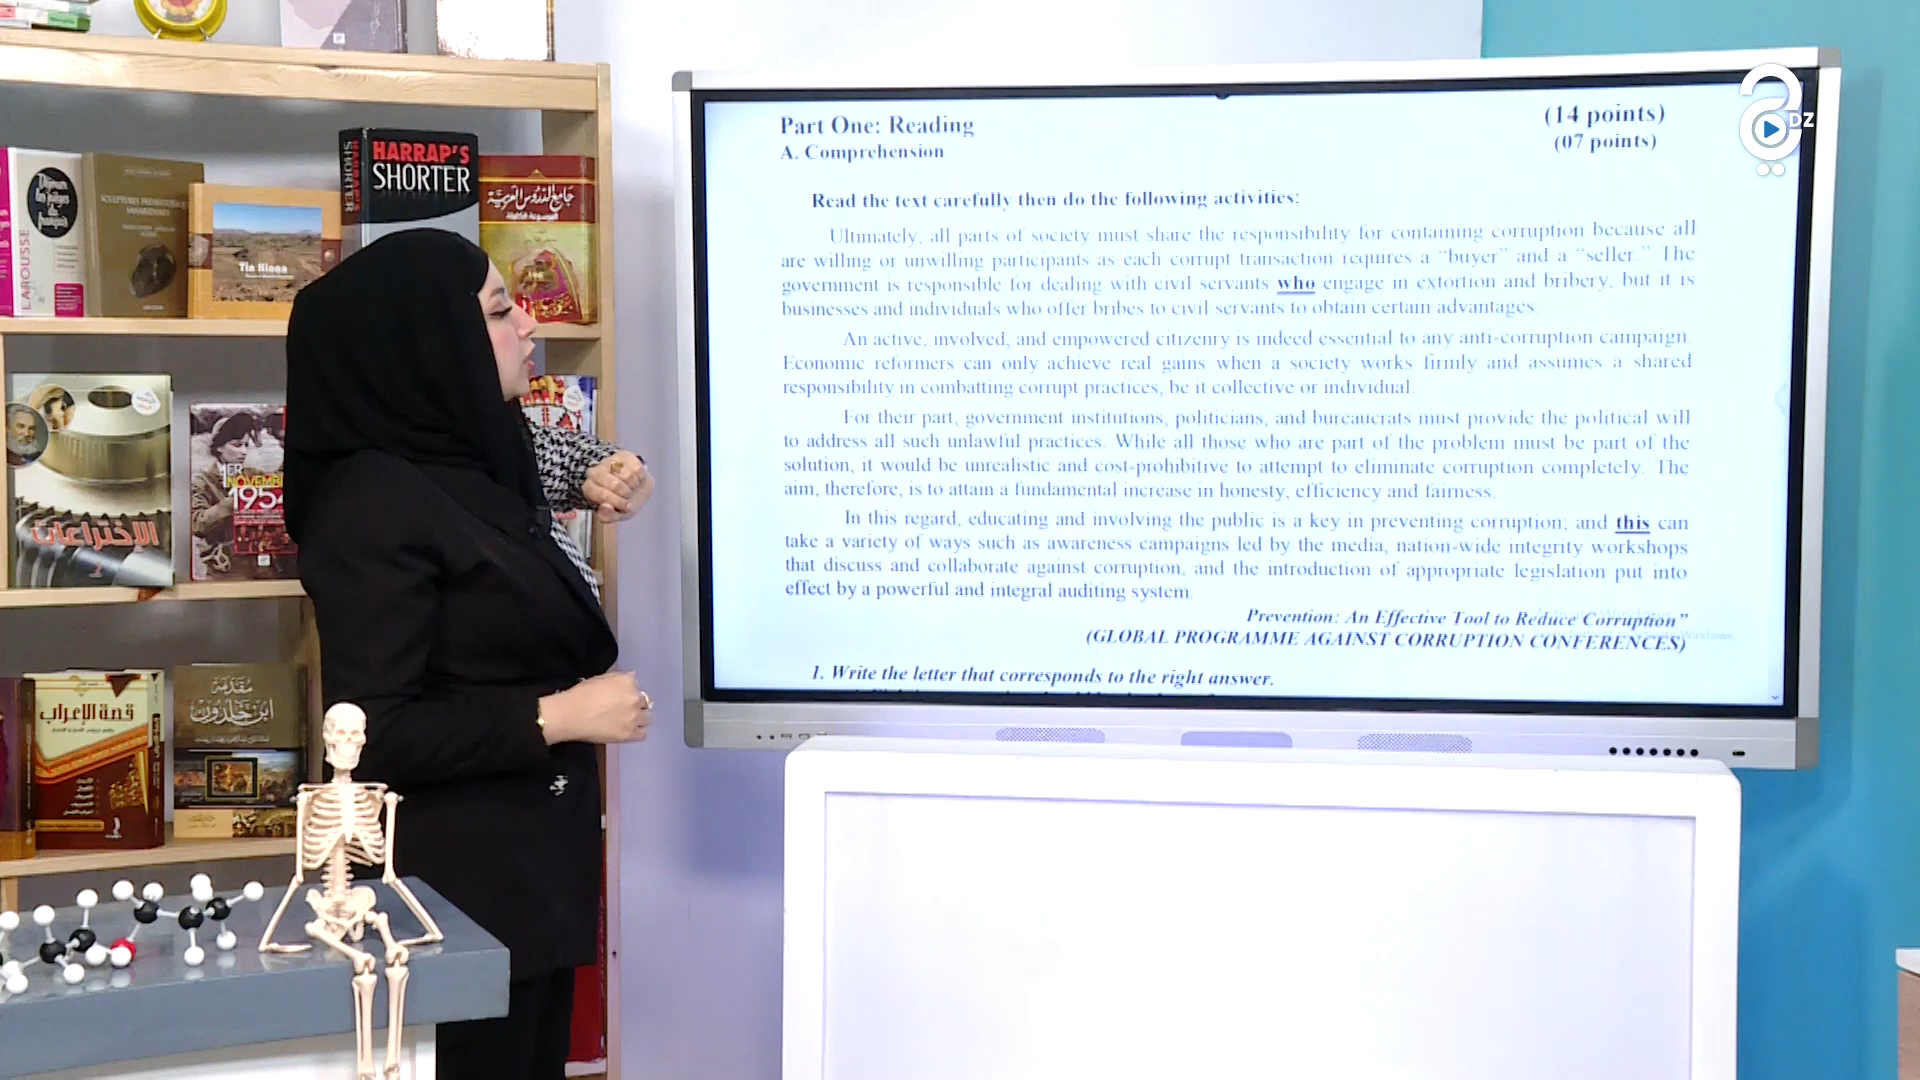 HARRAP'S
SHORTER
SHORTER
LAROUSSE
Tin Hinan
1ER
NOVEMBRE
1954
الإختراعات
قصة الإعراب
مقدمة
ابن خلدون
جامع الدروس العربية
DZ
Part One: Reading
(14 points)
A. Comprehension
(07 points)
Read the text carefully then do the following activities:
Ultimately, all parts of society must share the responsibility for containing corruption because all
are willing or unwilling participants as each corrupt transaction requires a “buyer” and a “seller.” The
government is responsible for dealing with civil servants who engage in extortion and bribery, but it is
businesses and individuals who offer bribes to civil servants to obtain certain advantages.
An active, involved, and empowered citizenry is indeed essential to any anti-corruption campaign.
Economic reformers can only achieve real gains when a society works firmly and assumes a shared
responsibility in combatting corrupt practices, be it collective or individual.
For their part, government institutions, politicians, and bureaucrats must provide the political will
to address all such unlawful practices. While all those who are part of the problem must be part of the
solution, it would be unrealistic and cost-prohibitive to attempt to eliminate corruption completely. The
aim, therefore, is to attain a fundamental increase in honesty, efficiency and fairness.
In this regard, educating and involving the public is a key in preventing corruption; and this can
take a variety of ways such as awareness campaigns led by the media, nation-wide integrity workshops
that discuss and collaborate against corruption, and the introduction of appropriate legislation put into
effect by a powerful and integral auditing system.
Prevention: An Effective Tool to Reduce Corruption”
(GLOBAL PROGRAMME AGAINST CORRUPTION CONFERENCES)
1. Write the letter that corresponds to the right answer.